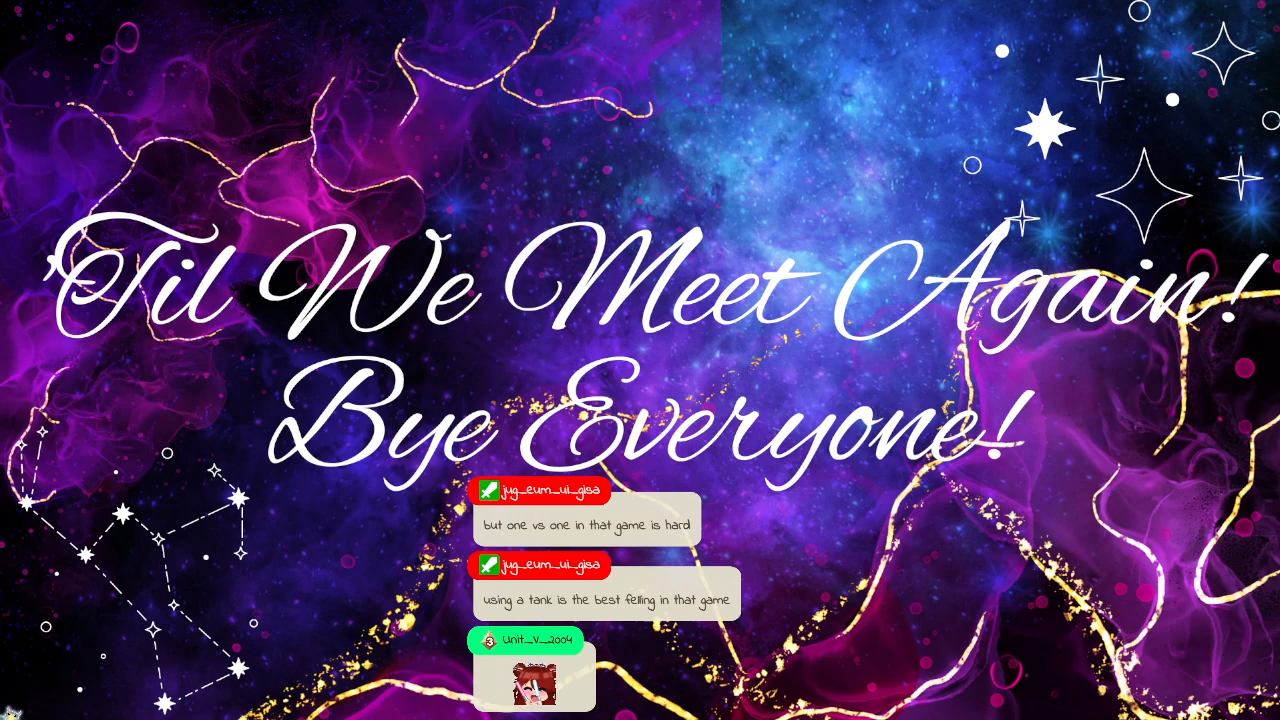 'Til We Meet Again!
Bye Everyone!
jug_eum_ui_gisa
but one vs one in that game is hard
jug_eum_ui_gisa
using a tank is the best felling in that game
3 Unit_V_2004